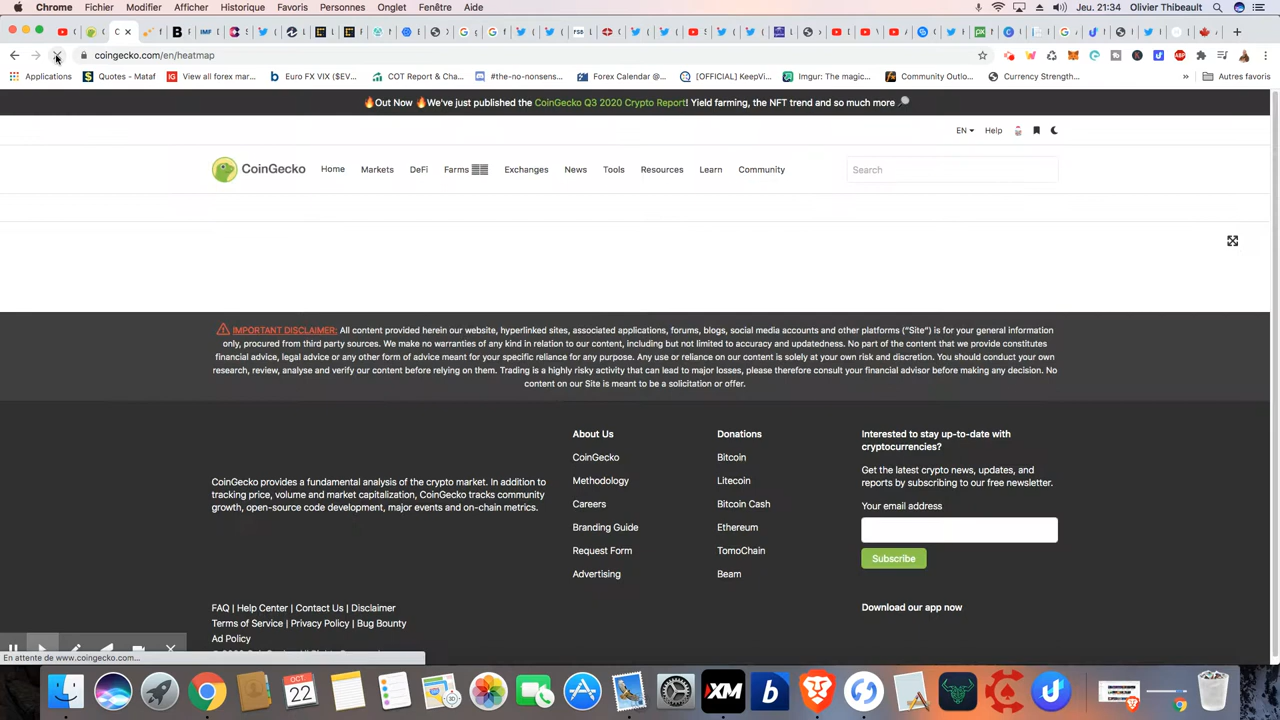 Chrome Fichier Modifier Afficher Historique Favoris Personnes Onglet Fenêtre Aide Jeu. 21:34 Olivier Thibeault
coingecko.com/en/heatmap
Applications Quotes - Mataf View all forex mar... Euro FX VIX ($EV... COT Report & Cha... #the-no-nonsens... Forex Calendar @... [OFFICIAL] KeepVi... Imgur: The magic... Community Outlo... Currency Strength... » Autres favoris
🔥Out Now 🔥We've just published the CoinGecko Q3 2020 Crypto Report! Yield farming, the NFT trend and so much more 🔎
EN Help
CoinGecko Home Markets DeFi Farms Exchanges News Tools Resources Learn Community Search
IMPORTANT DISCLAIMER: All content provided herein our website, hyperlinked sites, associated applications, forums, blogs, social media accounts and other platforms ("Site") is for your general information
only, procured from third party sources. We make no warranties of any kind in relation to our content, including but not limited to accuracy and updatedness. No part of the content that we provide constitutes
financial advice, legal advice or any other form of advice meant for your specific reliance for any purpose. Any use or reliance on our content is solely at your own risk and discretion. You should conduct your own
research, review, analyse and verify our content before relying on them. Trading is a highly risky activity that can lead to major losses, please therefore consult your financial advisor before making any decision. No
content on our Site is meant to be a solicitation or offer.
CoinGecko provides a fundamental analysis of the crypto market. In addition to
tracking price, volume and market capitalization, CoinGecko tracks community
growth, open-source code development, major events and on-chain metrics.
About Us
CoinGecko
Methodology
Careers
Branding Guide
Request Form
Advertising
Donations
Bitcoin
Litecoin
Bitcoin Cash
Ethereum
TomoChain
Beam
Interested to stay up-to-date with
cryptocurrencies?
Get the latest crypto news, updates, and
reports by subscribing to our free newsletter.
Your email address
Subscribe
Download our app now
FAQ | Help Center | Contact Us | Disclaimer
Terms of Service | Privacy Policy | Bug Bounty
Ad Policy
En attente de www.coingecko.com...
OCT.
22
XM
b